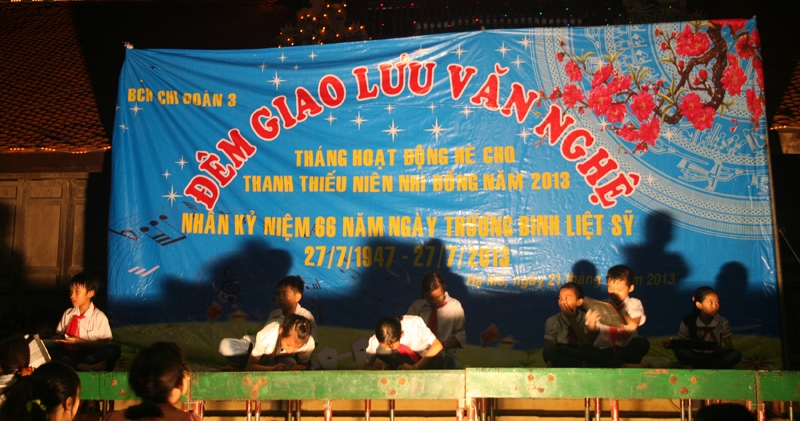 BCH CHI ĐOÀN 3
ĐÊM GIAO LƯU VĂN NGHỆ
THÁNG HOẠT ĐỘNG HÈ CHO
THANH THIẾU NIÊN NHI ĐỒNG NĂM 2013
NHÂN KỶ NIỆM 66 NĂM NGÀY THƯƠNG BINH LIỆT SỸ
27/7/1947 - 27/7/2013
ngày 21 2013